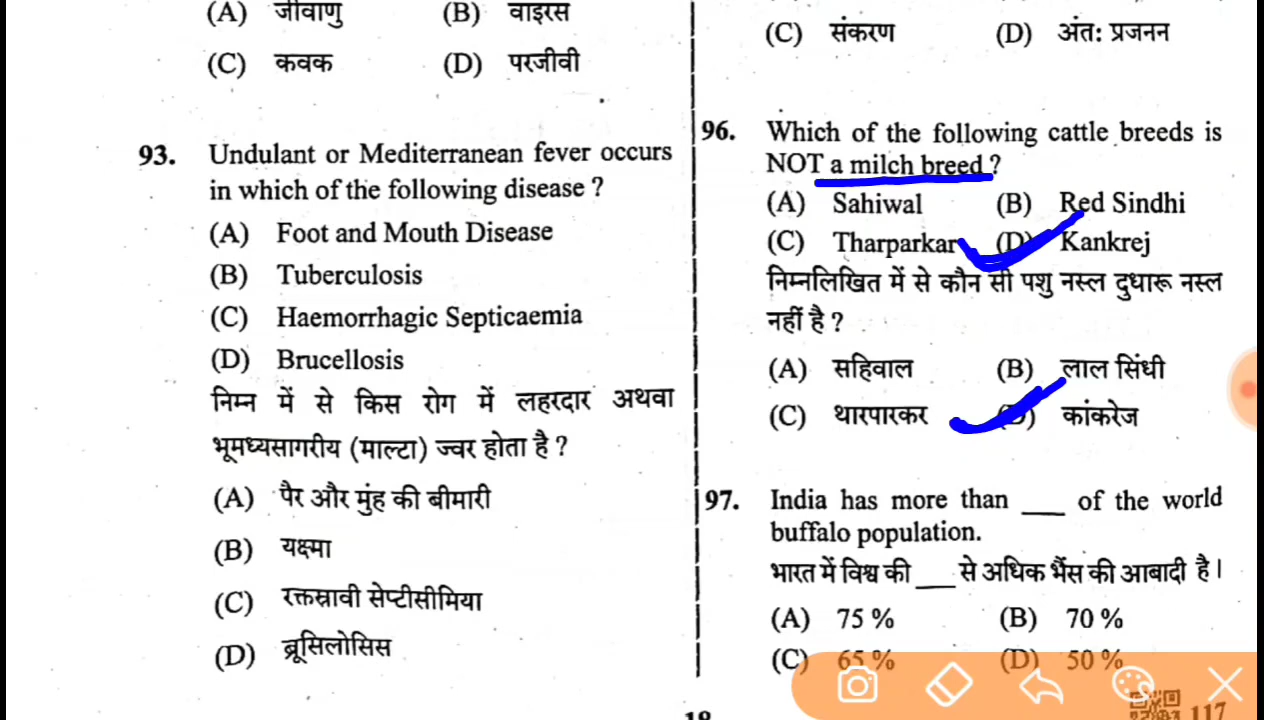 (A) जीवाणु (B) वाइरस
(C) कवक (D) परजीवी
93. Undulant or Mediterranean fever occurs
in which of the following disease ?
(A) Foot and Mouth Disease
(B) Tuberculosis
(C) Haemorrhagic Septicaemia
(D) Brucellosis
निम्न में से किस रोग में लहरदार अथवा
भूमध्यसागरीय (माल्टा) ज्वर होता है ?
(A) पैर और मुंह की बीमारी
(B) यक्ष्मा
(C) रक्तस्रावी सेप्टीसीमिया
(D) ब्रूसिलोसिस
(C) संकरण (D) अंत: प्रजनन
96. Which of the following cattle breeds is
NOT a milch breed ?
(A) Sahiwal (B) Red Sindhi
(C) Tharparkar (D) Kankrej
निम्नलिखित में से कौन सी पशु नस्ल दुधारू नस्ल
नहीं है ?
(A) सहिवाल (B) लाल सिंधी
(C) थारपारकर (D) कांकरेज
97. India has more than ___ of the world
buffalo population.
भारत में विश्व की ___ से अधिक भैंस की आबादी है।
(A) 75 % (B) 70 %
(C) 65 % (D) 50 %
18
117